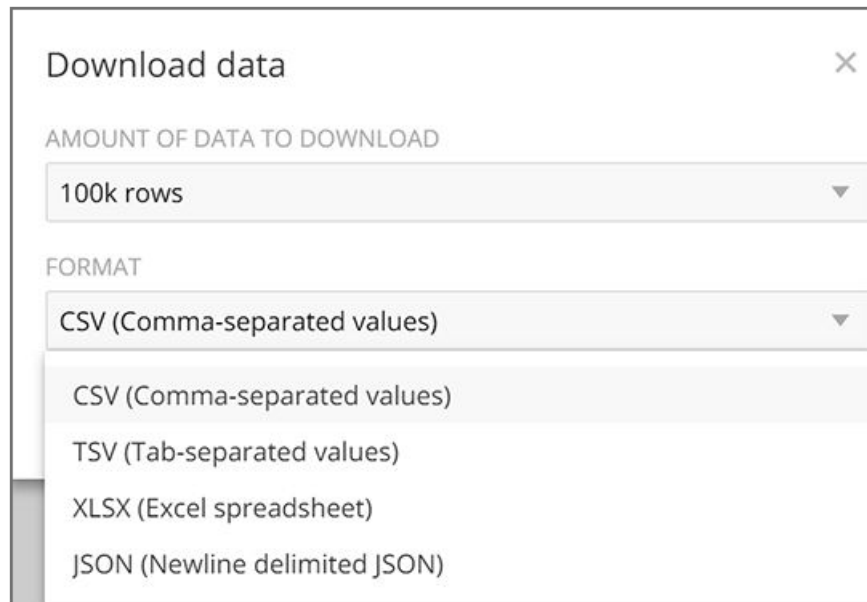 Download data
AMOUNT OF DATA TO DOWNLOAD
100k rows
FORMAT
CSV (Comma-separated values)
CSV (Comma-separated values)
TSV (Tab-separated values)
XLSX (Excel spreadsheet)
JSON (Newline delimited JSON)